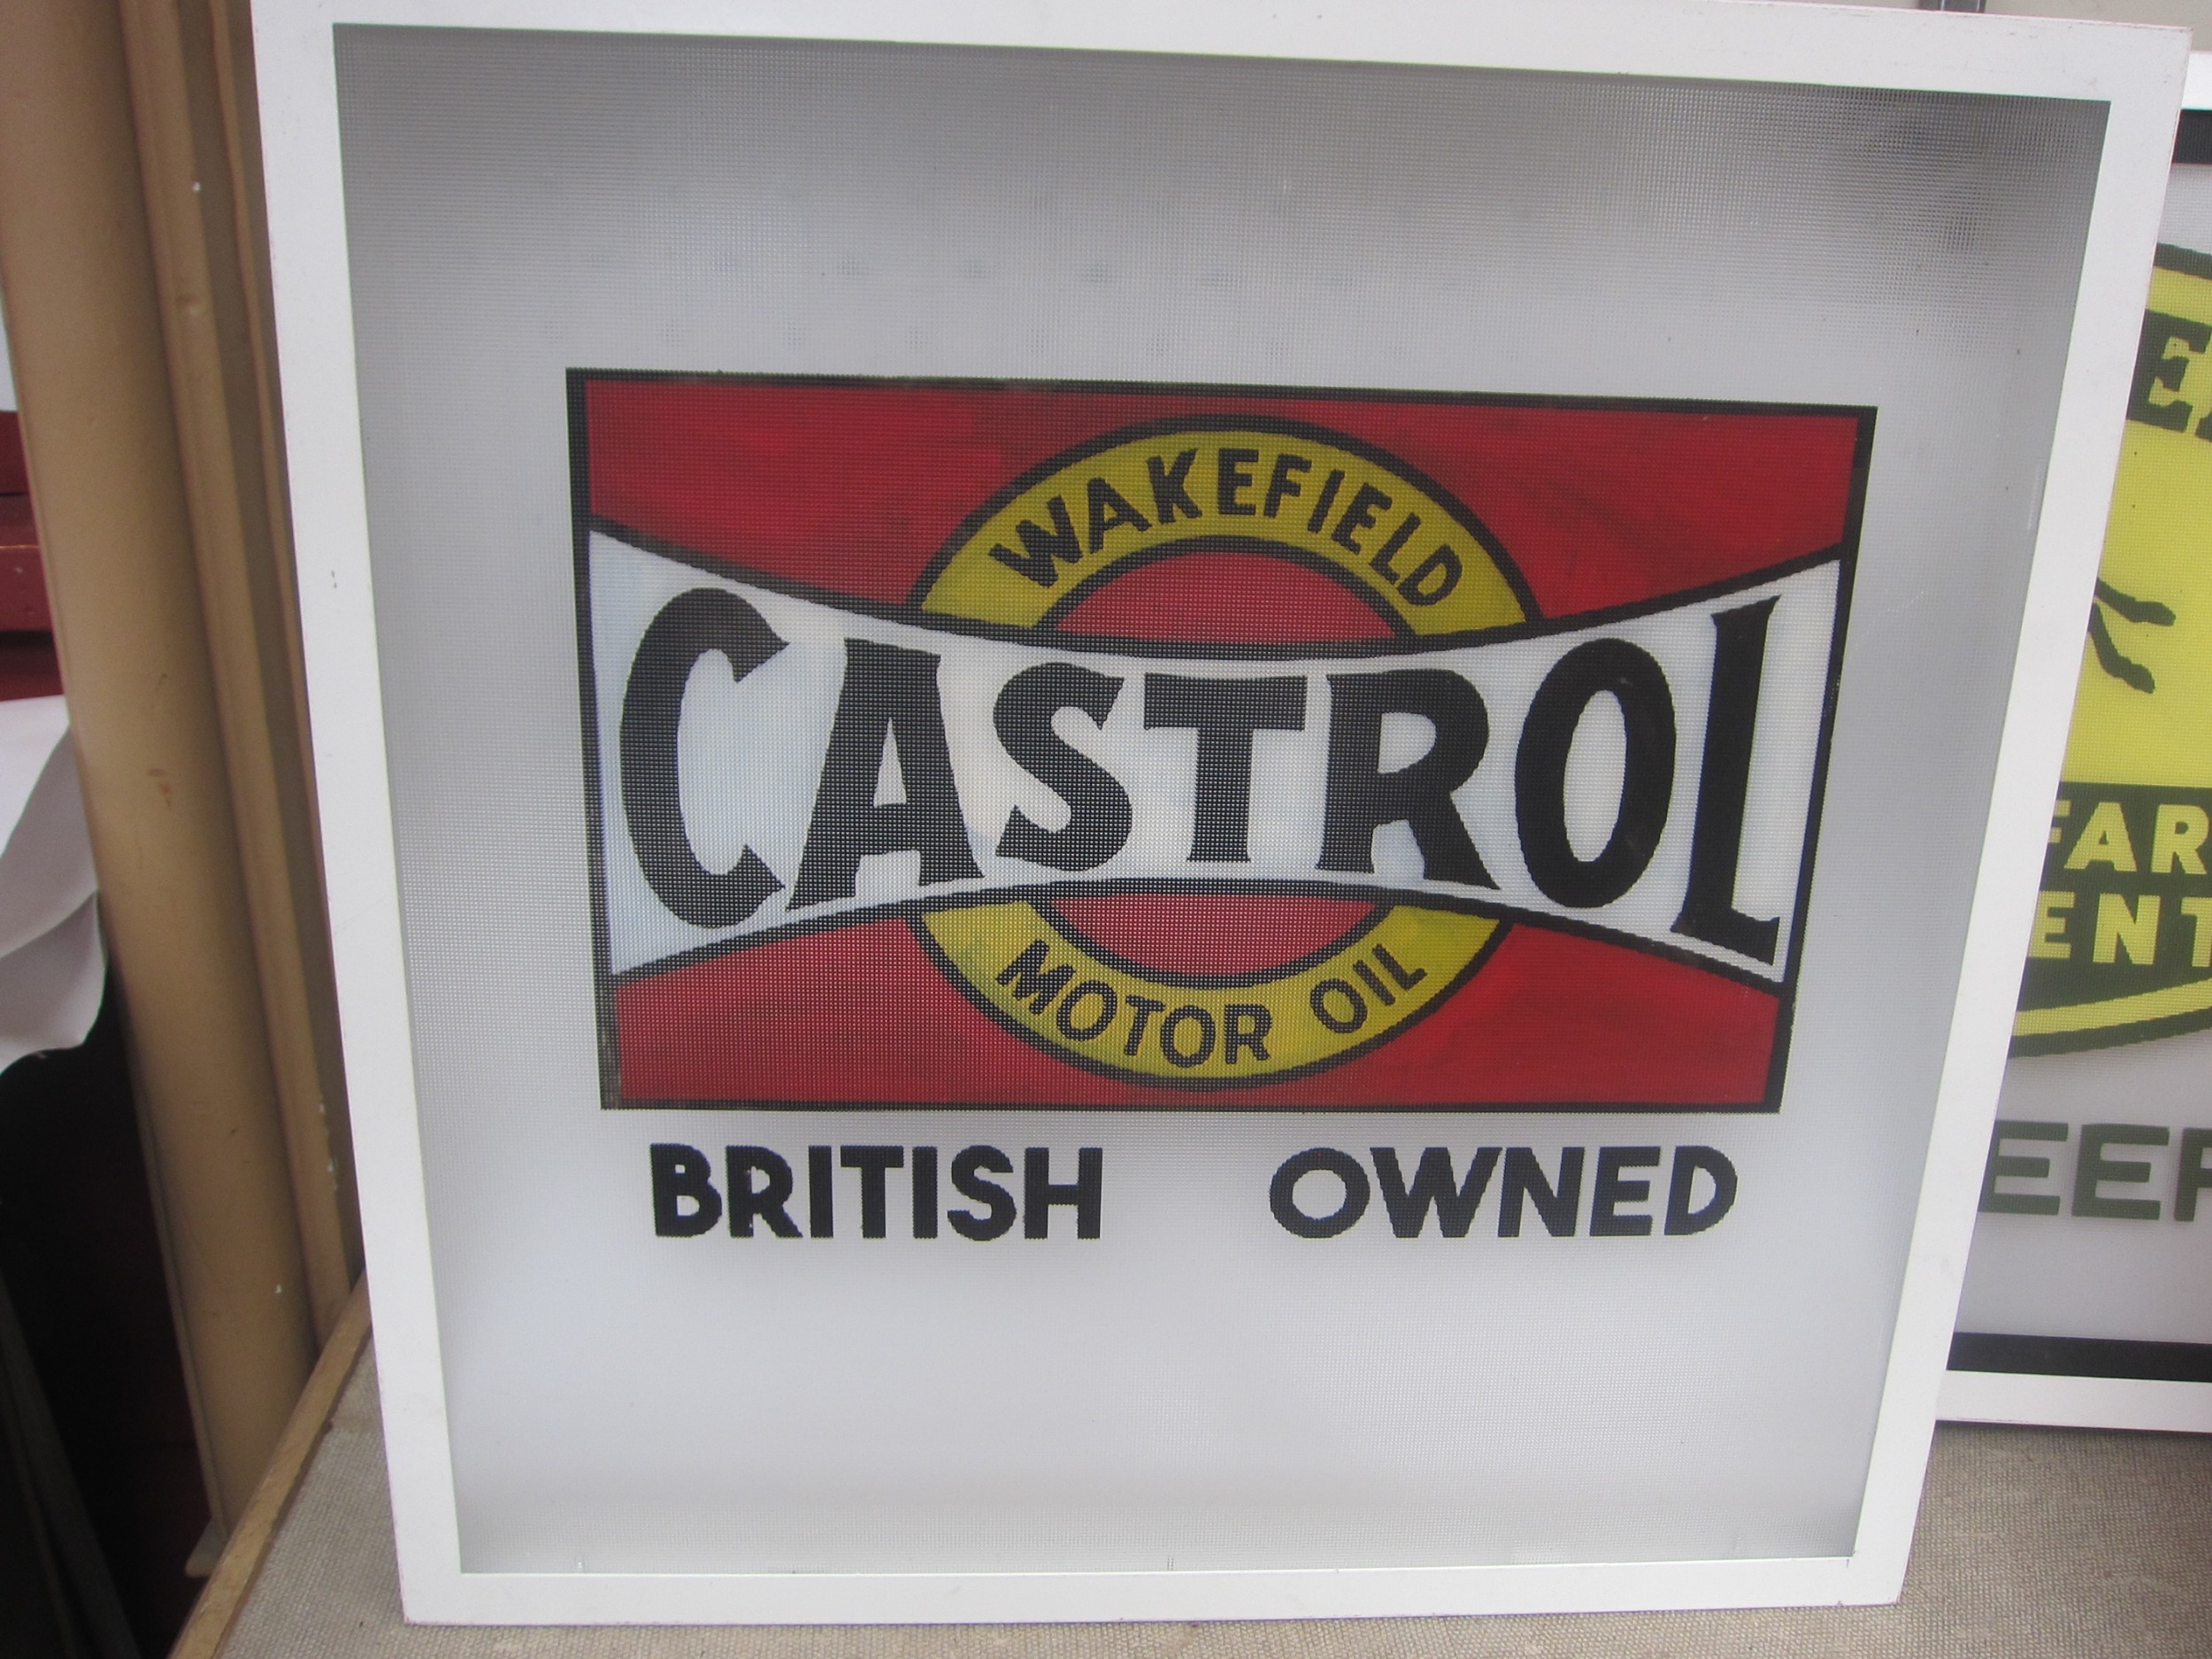 WAKEFIELD
CASTROL
MOTOR OIL
BRITISH OWNED